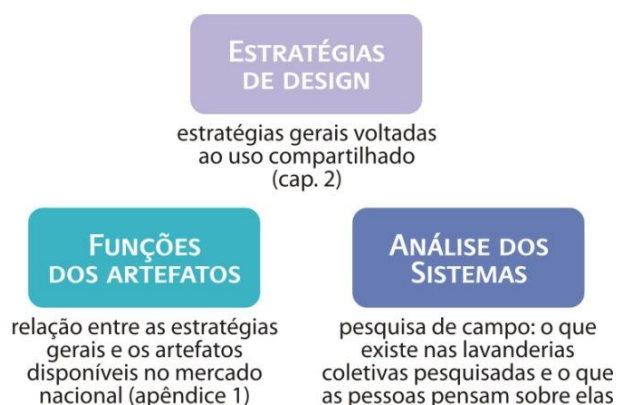 ESTRATÉGIAS
DE DESIGN
estratégias gerais voltadas
ao uso compartilhado
(cap. 2)
FUNÇÕES
DOS ARTEFATOS
relação entre as estratégias
gerais e os artefatos
disponíveis no mercado
nacional (apêndice 1)
ANÁLISE DOS
SISTEMAS
pesquisa de campo: o que
existe nas lavanderias
coletivas pesquisadas e o que
as pessoas pensam sobre elas